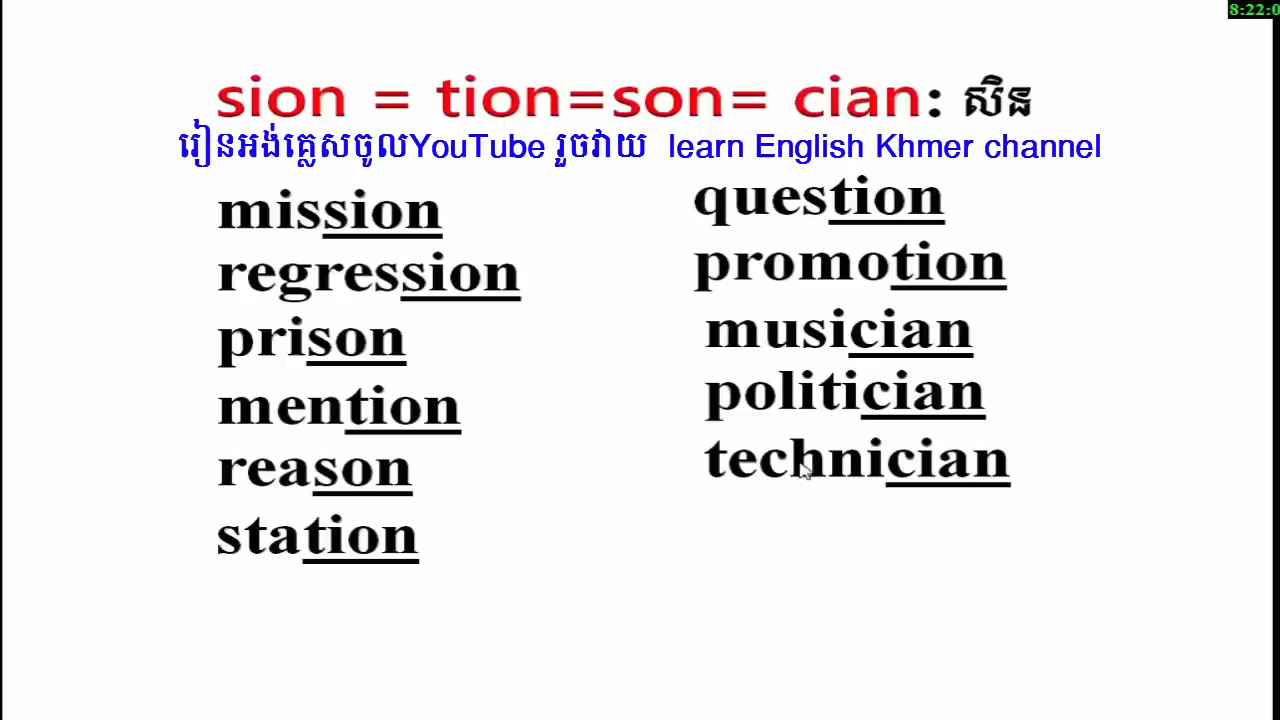 8:22:0
sion = tion=son= cian: សិន
រៀនអង់គ្លេសចូលYouTube រួចវាយ learn English Khmer channel
mission
regression
prison
mention
reason
station
question
promotion
musician
politician
technician